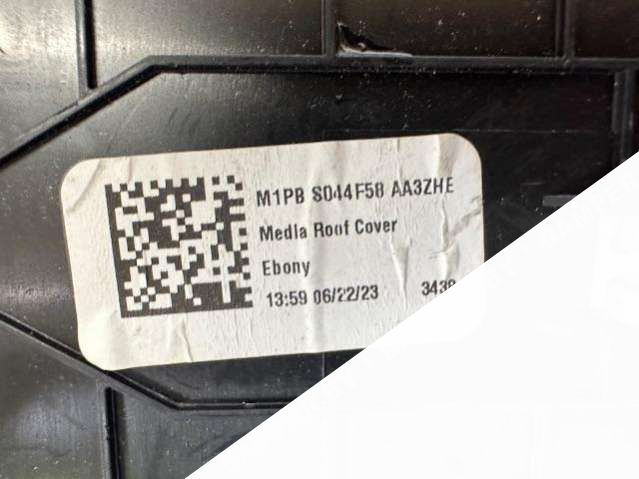 M1PB S044F58 AA3ZHE
Media Roof Cover
Ebony
13:59 06/22/23